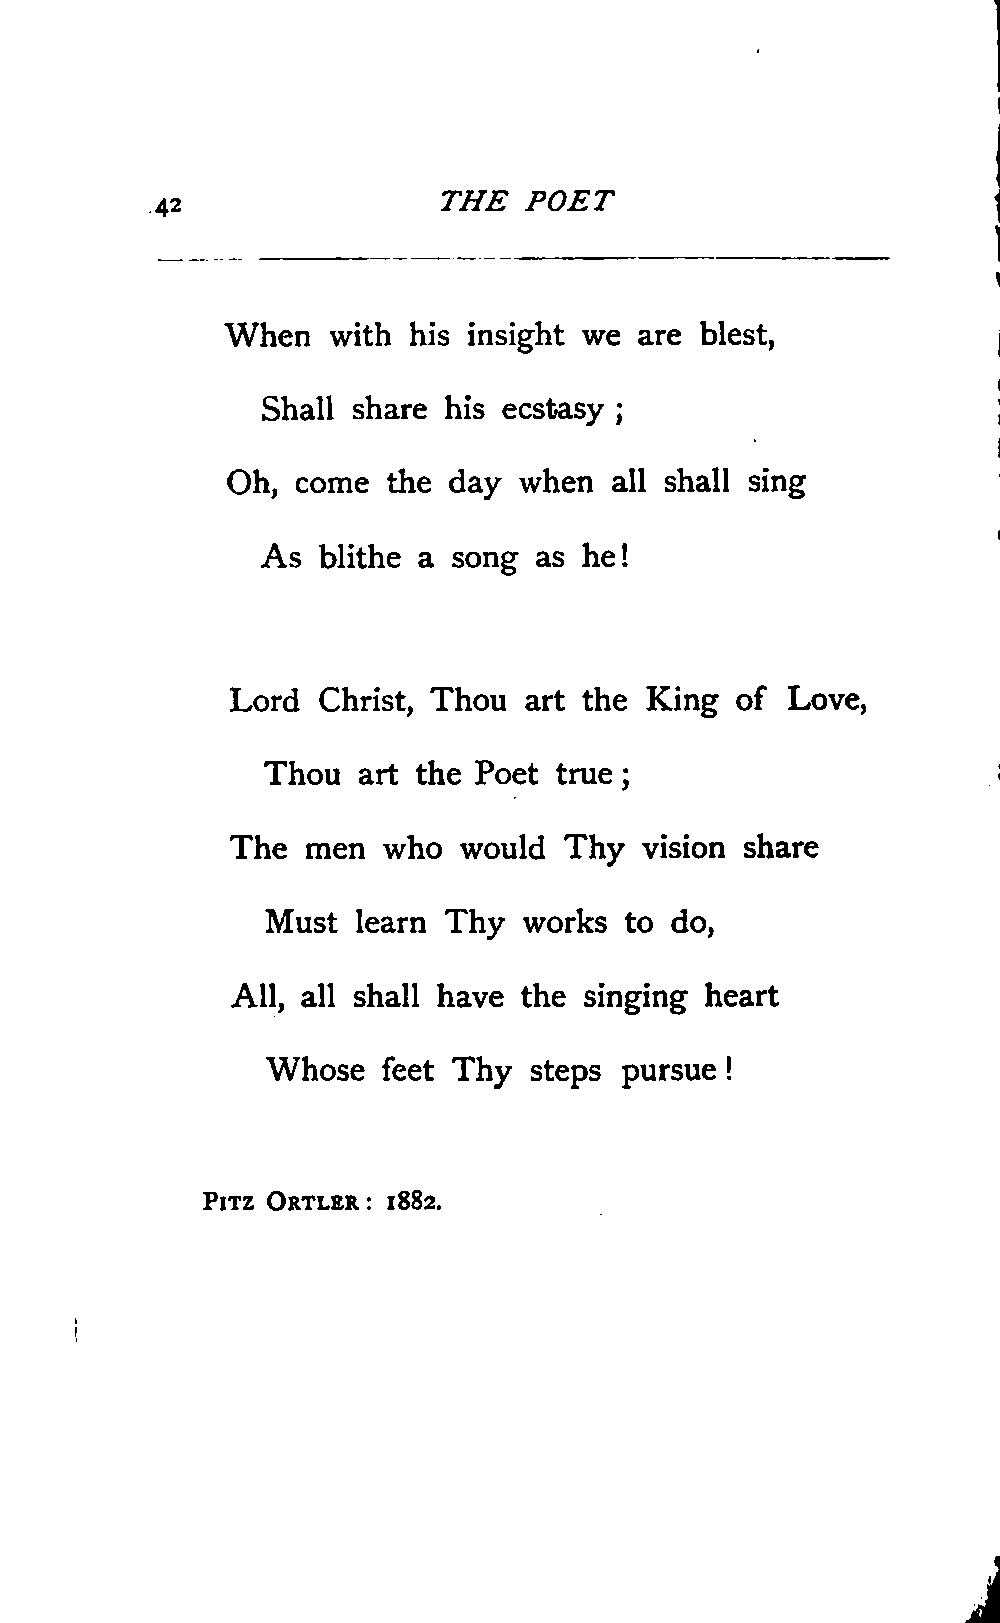 42 THE POET
When with his insight we are blest,
Shall share his ecstasy ;
Oh, come the day when all shall sing
As blithe a song as he!
Lord Christ, Thou art the King of Love,
Thou art the Poet true ;
The men who would Thy vision share
Must learn Thy works to do,
All, all shall have the singing heart
Whose feet Thy steps pursue !
PITZ ORTLER : 1882.